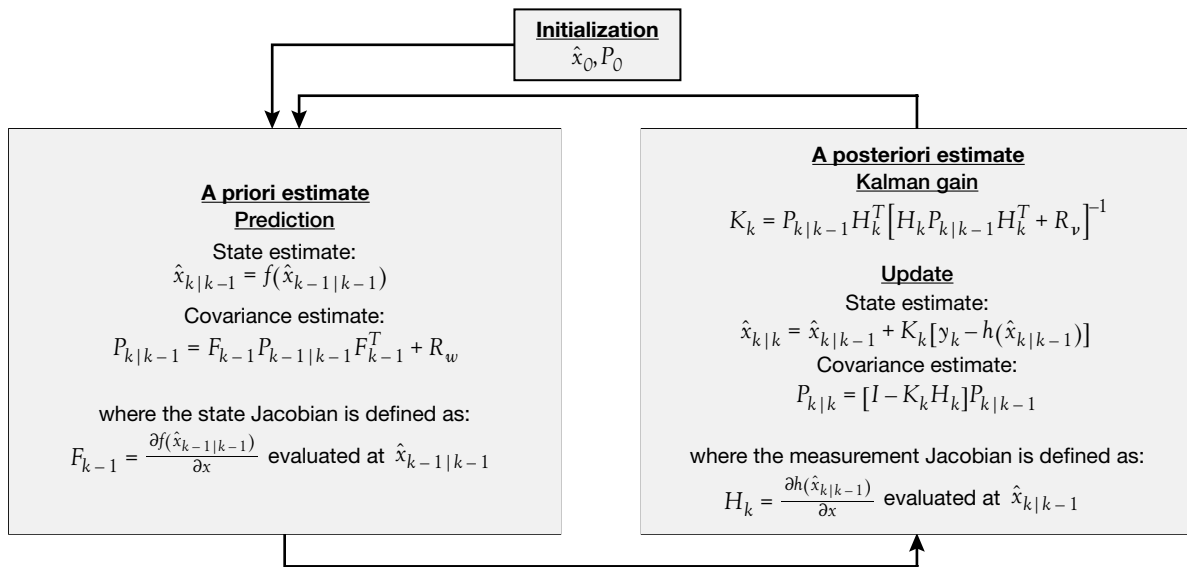 Initialization
x̂₀, P₀
A priori estimate
Prediction
State estimate:
x̂ₖ|ₖ₋₁ = f(x̂ₖ₋₁|ₖ₋₁)
Covariance estimate:
Pₖ|ₖ₋₁ = Fₖ₋₁Pₖ₋₁|ₖ₋₁Fᵀₖ₋₁ + R_w
where the state Jacobian is defined as:
Fₖ₋₁ = ∂f(x̂ₖ₋₁|ₖ₋₁)/∂x evaluated at x̂ₖ₋₁|ₖ₋₁
A posteriori estimate
Kalman gain
Kₖ = Pₖ|ₖ₋₁Hₖᵀ[HₖPₖ|ₖ₋₁Hₖᵀ + R_ν]⁻¹
Update
State estimate:
x̂ₖ|ₖ = x̂ₖ|ₖ₋₁ + Kₖ[yₖ – h(x̂ₖ|ₖ₋₁)]
Covariance estimate:
Pₖ|ₖ = [I – KₖHₖ]Pₖ|ₖ₋₁
where the measurement Jacobian is defined as:
Hₖ = ∂h(x̂ₖ|ₖ₋₁)/∂x evaluated at x̂ₖ|ₖ₋₁